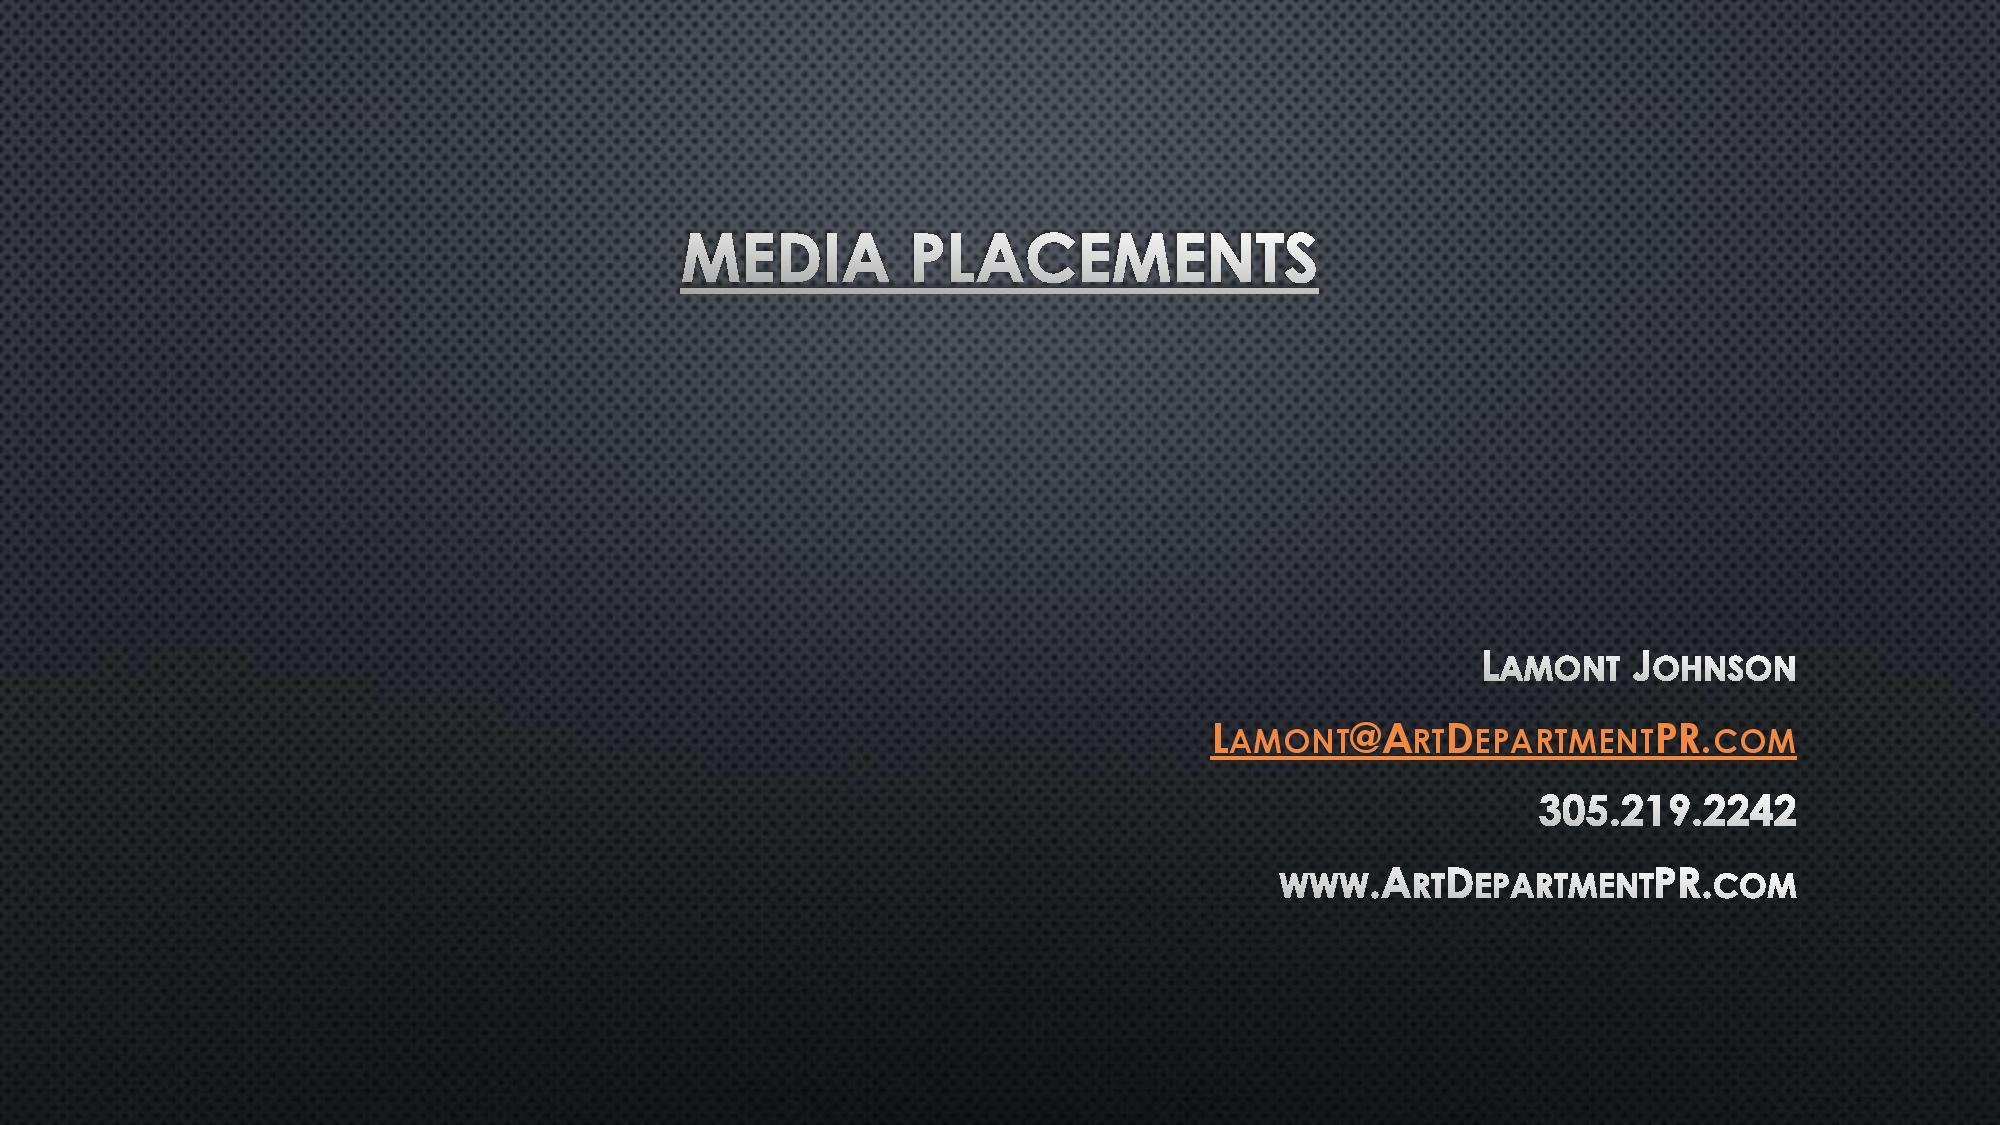 MEDIA PLACEMENTS
Lamont Johnson
Lamont@ArtDepartmentPR.com
305.219.2242
www.ArtDepartmentPR.com